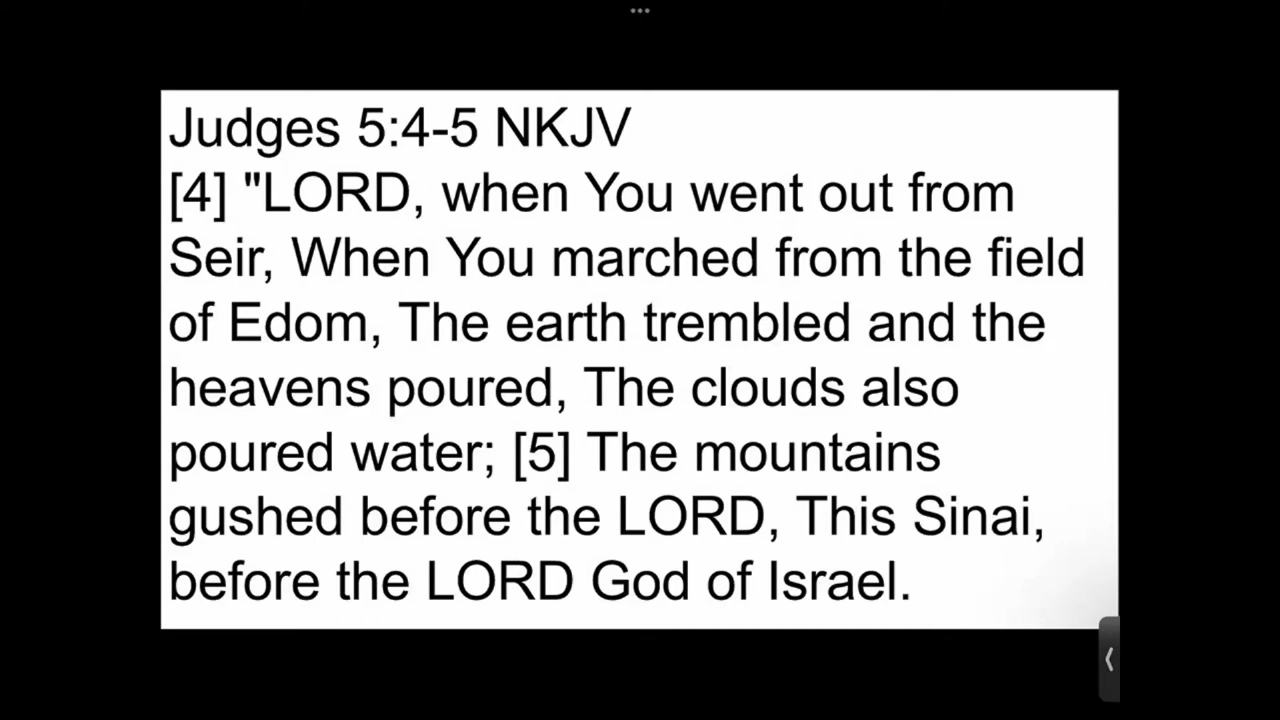 Judges 5:4-5 NKJV
[4] "LORD, when You went out from
Seir, When You marched from the field
of Edom, The earth trembled and the
heavens poured, The clouds also
poured water; [5] The mountains
gushed before the LORD, This Sinai,
before the LORD God of Israel.